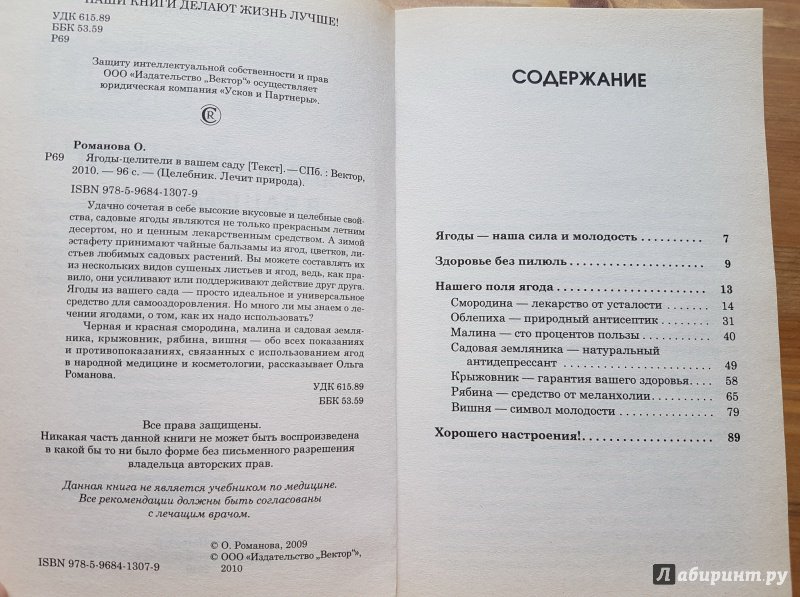 НАШИ КНИГИ ДЕЛАЮТ ЖИЗНЬ ЛУЧШЕ!
УДК 615.89
ББК 53.59
Р69
Защиту интеллектуальной собственности и прав
ООО «Издательство „Вектор"» осуществляет
юридическая компания «Усков и Партнеры».
R
Романова О.
Р69 Ягоды-целители в вашем саду [Текст]. — СПб. : Вектор,
2010. — 96 с. — (Целебник. Лечит природа).
ISBN 978-5-9684-1307-9
Удачно сочетая в себе высокие вкусовые и целебные свой-
ства, садовые ягоды являются не только прекрасным летним
десертом, но и ценным лекарственным средством. А зимой
эстафету принимают чайные бальзамы из ягод, цветков, ли-
стьев любимых садовых растений. Вы можете составлять их
из нескольких видов сушеных листьев и ягод, ведь, как пра-
вило, они усиливают или поддерживают действие друг друга.
Ягоды из вашего сада — просто идеальное и универсальное
средство для самооздоровления. Но много ли мы знаем о ле-
чении ягодами, о том, как их надо использовать?
Черная и красная смородина, малина и садовая земля-
ника, крыжовник, рябина, вишня — обо всех показаниях
и противопоказаниях, связанных с использованием ягод
в народной медицине и косметологии, рассказывает Ольга
Романова.
УДК 615.89
ББК 53.59
Все права защищены.
Никакая часть данной книги не может быть воспроизведена
в какой бы то ни было форме без письменного разрешения
владельца авторских прав.
Данная книга не является учебником по медицине.
Все рекомендации должны быть согласованы
с лечащим врачом.
© О. Романова, 2009
© ООО «Издательство „Вектор"»,
ISBN 978-5-9684-1307-9 2010
СОДЕРЖАНИЕ
Ягоды — наша сила и молодость . . . . . . . . . . 7
Здоровье без пилюль . . . . . . . . . . . . . . . . . . . 9
Нашего поля ягода . . . . . . . . . . . . . . . . . . . . 13
Смородина — лекарство от усталости . . . . . . . 14
Облепиха — природный антисептик . . . . . . . . 31
Малина — сто процентов пользы . . . . . . . . . . 40
Садовая земляника — натуральный
антидепрессант . . . . . . . . . . . . . . . . . . . 49
Крыжовник — гарантия вашего здоровья. . . . 58
Рябина — средство от меланхолии . . . . . . . . . 65
Вишня — символ молодости . . . . . . . . . . . . . 79
Хорошего настроения!. . . . . . . . . . . . . . . . . . 89
Лабиринт.ру